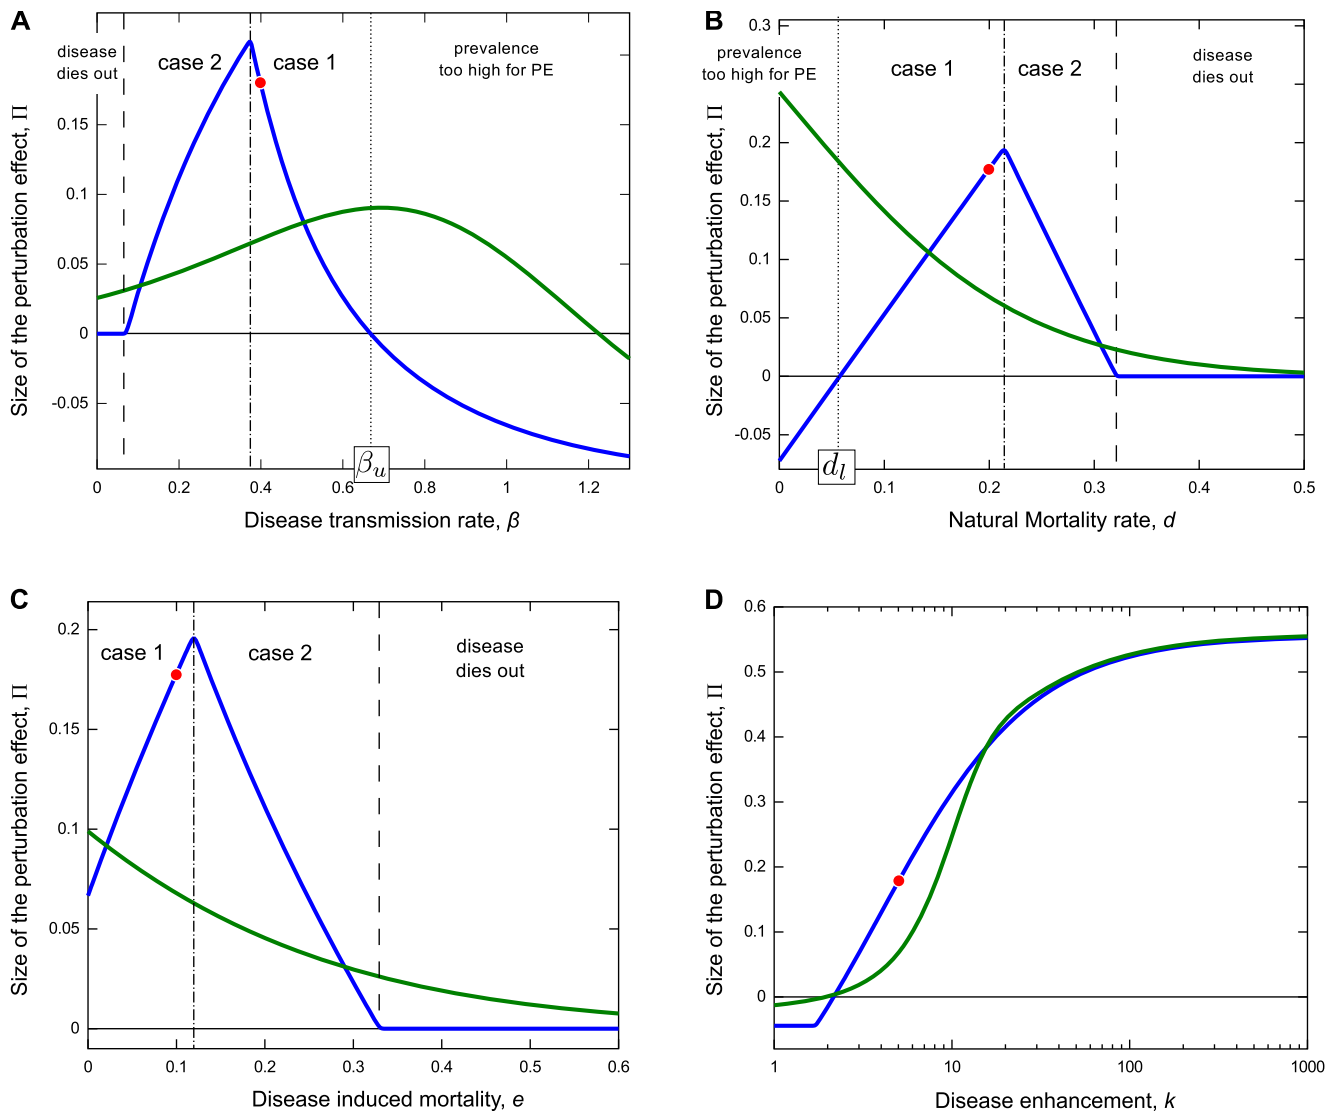 A
disease
dies out
case 2
case 1
prevalence
too high for PE
0.15
0.1
0.05
0
-0.05
Size of the perturbation effect, Π
βu
0
0.2
0.4
0.6
0.8
1
1.2
Disease transmission rate, β
B
0.3
prevalence
too high for PE
case 1
case 2
disease
dies out
0.2
0.15
0.1
0.05
0
-0.05
Size of the perturbation effect, Π
dl
0
0.1
0.2
0.3
0.4
0.5
Natural Mortality rate, d
C
0.2
case 1
case 2
disease
dies out
0.15
0.1
0.05
0
Size of the perturbation effect, Π
0
0.1
0.2
0.3
0.4
0.5
0.6
Disease induced mortality, e
D
0.6
0.5
0.4
0.3
0.2
0.1
0
Size of the perturbation effect, Π
1
10
100
1000
Disease enhancement, k